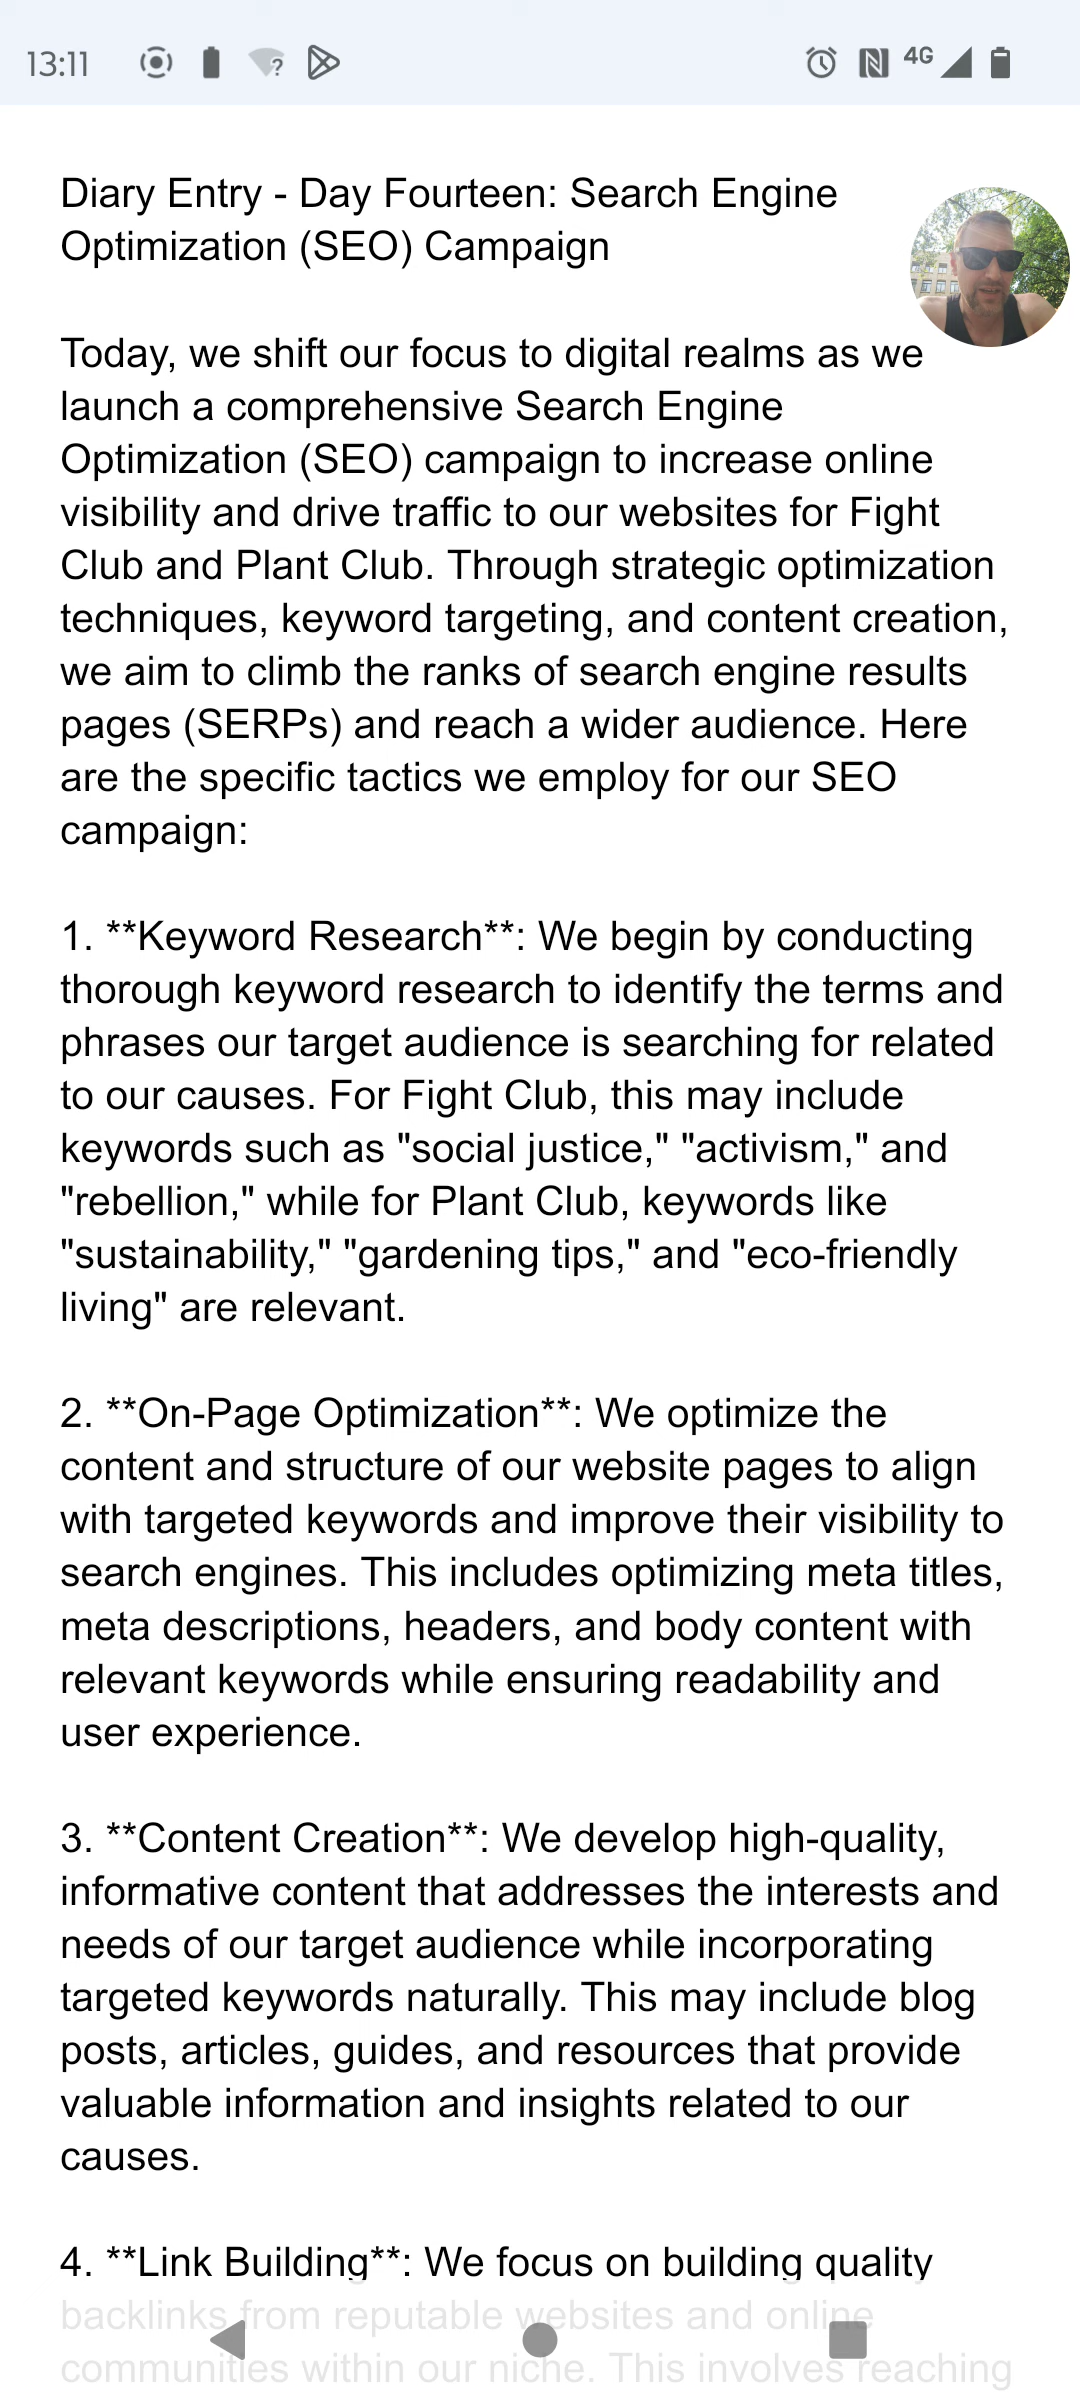 13:11
4G
Diary Entry - Day Fourteen: Search Engine
Optimization (SEO) Campaign
Today, we shift our focus to digital realms as we
launch a comprehensive Search Engine
Optimization (SEO) campaign to increase online
visibility and drive traffic to our websites for Fight
Club and Plant Club. Through strategic optimization
techniques, keyword targeting, and content creation,
we aim to climb the ranks of search engine results
pages (SERPs) and reach a wider audience. Here
are the specific tactics we employ for our SEO
campaign:
1. **Keyword Research**: We begin by conducting
thorough keyword research to identify the terms and
phrases our target audience is searching for related
to our causes. For Fight Club, this may include
keywords such as "social justice," "activism," and
"rebellion," while for Plant Club, keywords like
"sustainability," "gardening tips," and "eco-friendly
living" are relevant.
2. **On-Page Optimization**: We optimize the
content and structure of our website pages to align
with targeted keywords and improve their visibility to
search engines. This includes optimizing meta titles,
meta descriptions, headers, and body content with
relevant keywords while ensuring readability and
user experience.
3. **Content Creation**: We develop high-quality,
informative content that addresses the interests and
needs of our target audience while incorporating
targeted keywords naturally. This may include blog
posts, articles, guides, and resources that provide
valuable information and insights related to our
causes.
4. **Link Building**: We focus on building quality
backlinks from reputable websites and online
communities within our niche. This involves reaching